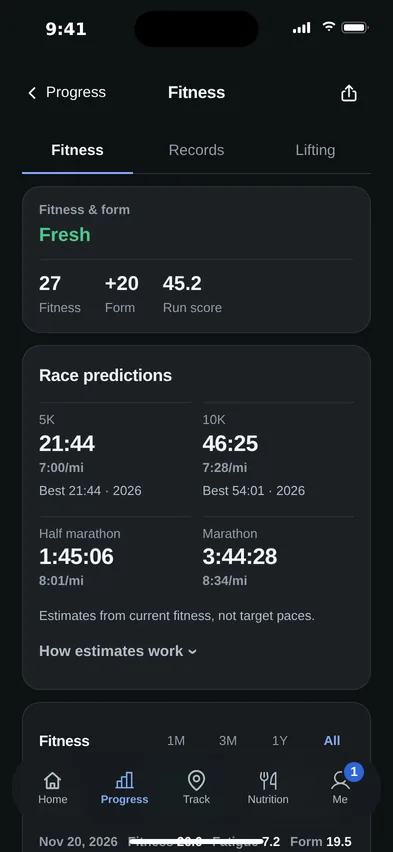 9:41
Progress
Fitness
Fitness Records Lifting
Fitness & form
Fresh
27 +20 45.2
Fitness Form Run score
Race predictions
5K 10K
21:44 46:25
7:00/mi 7:28/mi
Best 21:44 · 2026 Best 54:01 · 2026
Half marathon Marathon
1:45:06 3:44:28
8:01/mi 8:34/mi
Estimates from current fitness, not target paces.
How estimates work
Fitness 1M 3M 1Y All
1
Home Progress Track Nutrition Me
Nov 20, 2026 Fitness 26.6 Fatigue 7.2 Form 19.5